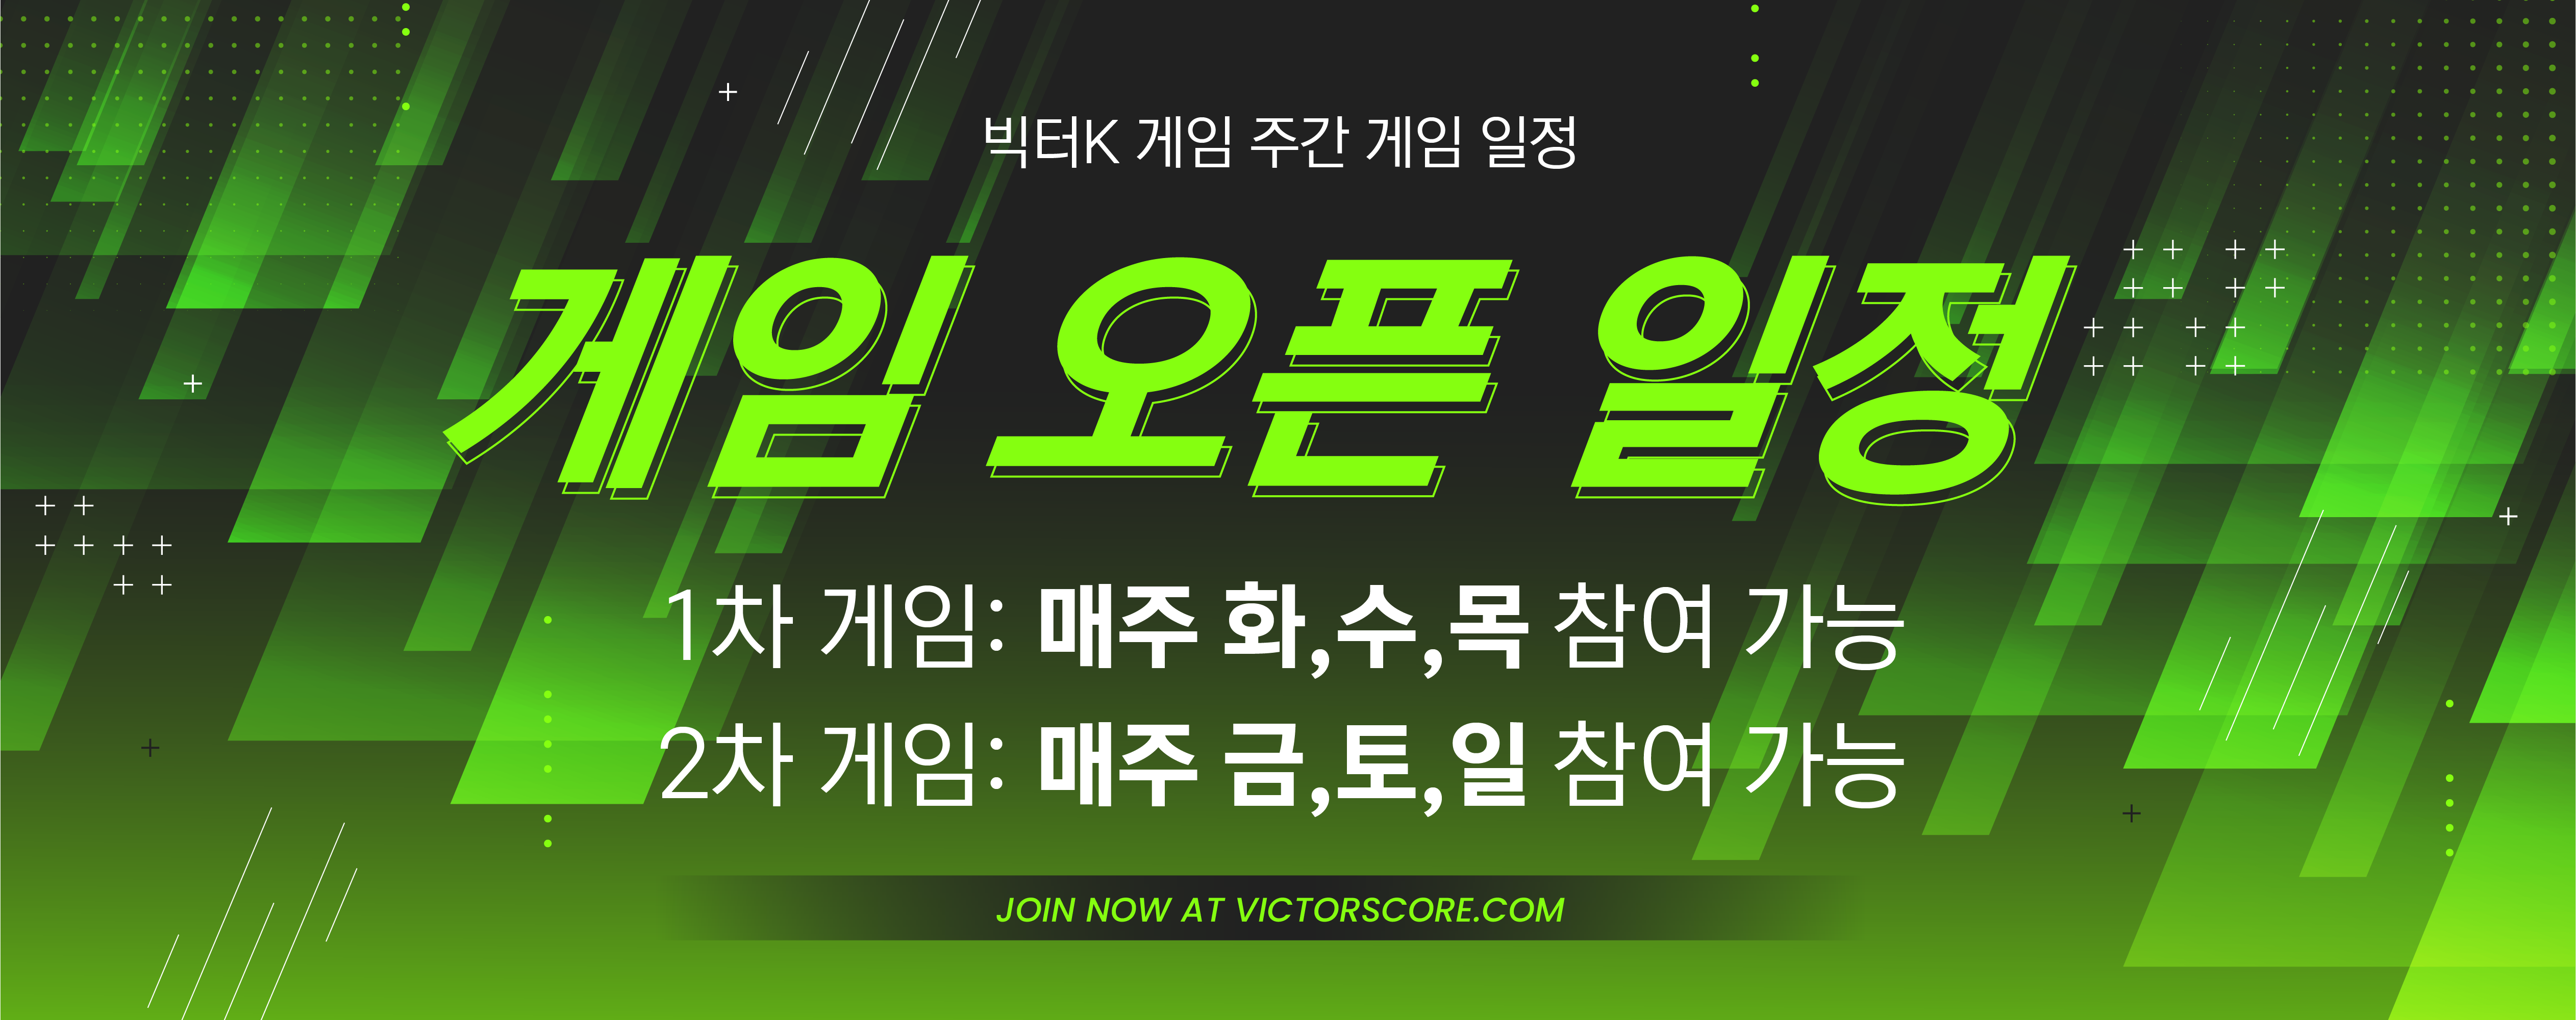 빅터K 게임 주간 게임 일정
게임 오픈 일정
1차 게임: 매주 화,수,목 참여 가능
2차 게임: 매주 금,토,일 참여 가능
JOIN NOW AT VICTORSCORE.COM